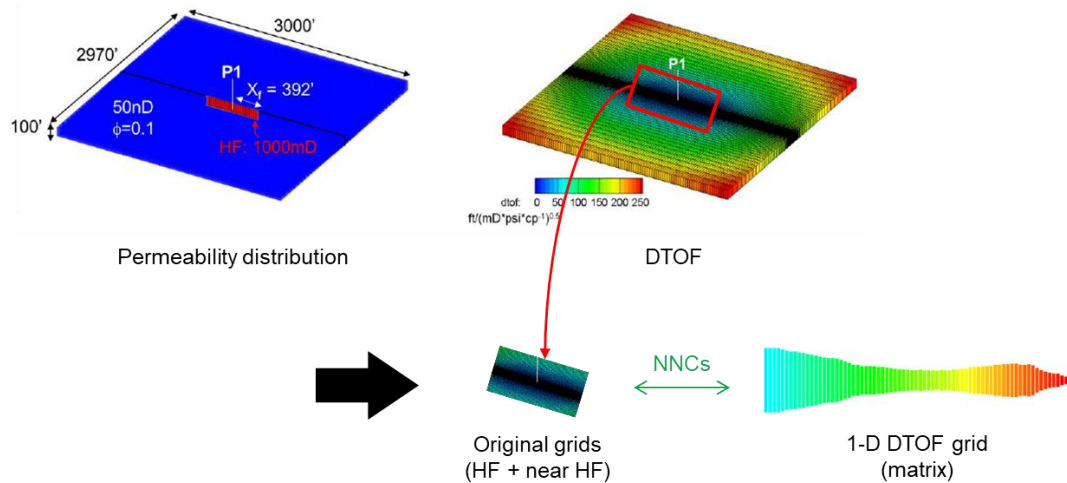 3000’
2970’
P1
Xf = 392’
50nD
ϕ=0.1
100’
HF: 1000mD
P1
dtof: 0 50 100 150 200 250
ft/(mD*psi*cp⁻¹)⁰·⁵
Permeability distribution
DTOF
NNCs
Original grids
(HF + near HF)
1-D DTOF grid
(matrix)